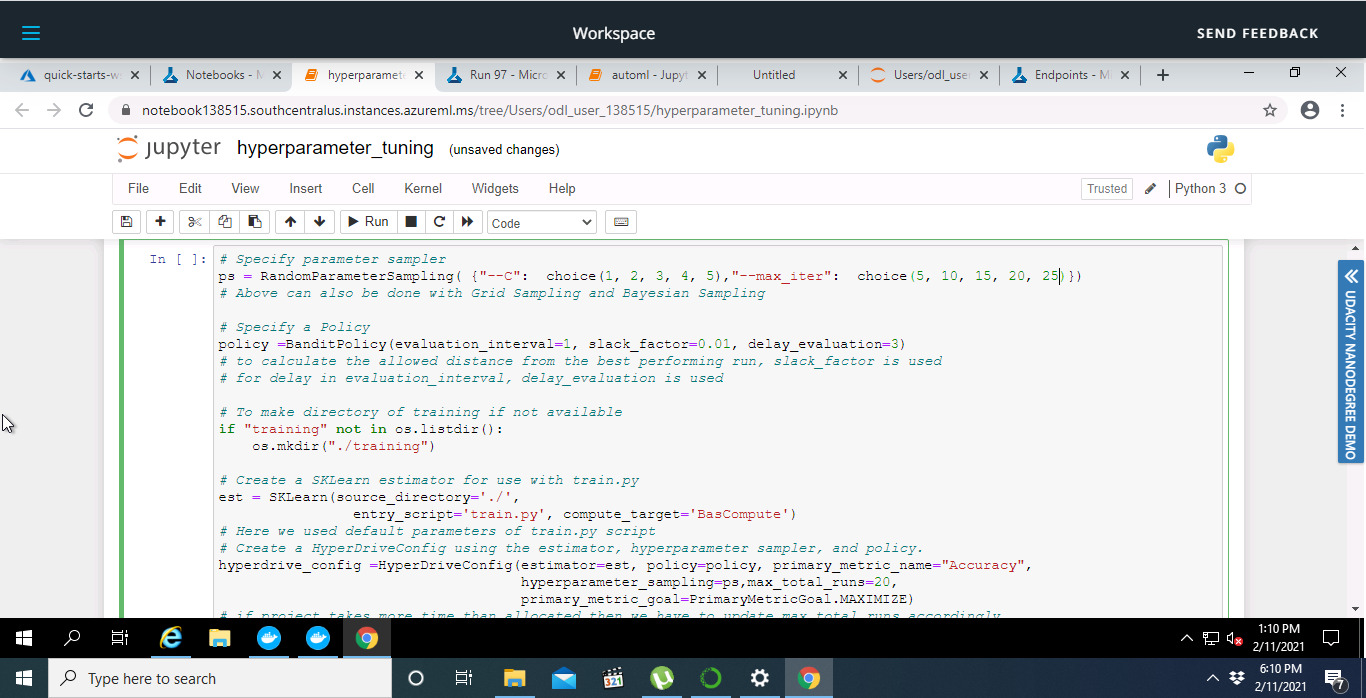 Workspace
SEND FEEDBACK
quick-starts-w
Notebooks - M
hyperparamet
Run 97 - Micro
automl - Jupyt
Untitled
Users/odl_use
Endpoints - M
notebook138515.southcentralus.instances.azureml.ms/tree/Users/odl_user_138515/hyperparameter_tuning.ipynb
jupyter hyperparameter_tuning (unsaved changes)
File Edit View Insert Cell Kernel Widgets Help
Trusted Python 3
Run Code
In [ ]: # Specify parameter sampler
ps = RandomParameterSampling( {"--C":  choice(1, 2, 3, 4, 5),"--max_iter":  choice(5, 10, 15, 20, 25)})
# Above can also be done with Grid Sampling and Bayesian Sampling
# Specify a Policy
policy =BanditPolicy(evaluation_interval=1, slack_factor=0.01, delay_evaluation=3)
# to calculate the allowed distance from the best performing run, slack_factor is used
# for delay in evaluation_interval, delay_evaluation is used
# To make directory of training if not available
if "training" not in os.listdir():
os.mkdir("./training")
# Create a SKLearn estimator for use with train.py
est = SKLearn(source_directory='./',
entry_script='train.py', compute_target='BasCompute')
# Here we used default parameters of train.py script
# Create a HyperDriveConfig using the estimator, hyperparameter sampler, and policy.
hyperdrive_config =HyperDriveConfig(estimator=est, policy=policy, primary_metric_name="Accuracy",
hyperparameter_sampling=ps,max_total_runs=20,
primary_metric_goal=PrimaryMetricGoal.MAXIMIZE)
# if project takes more time than allocated then we have to update max_total_runs accordingly
UDACITY NANODEGREE DEMO
1:10 PM
2/11/2021
Type here to search
321
6:10 PM
2/11/2021
7